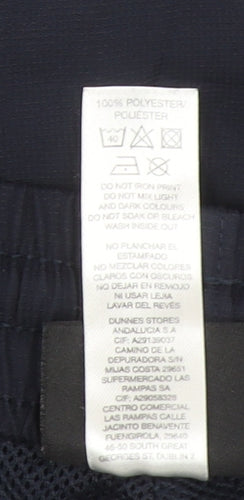 100% POLYESTER/
POLIÉSTER
40
DO NOT IRON PRINT
DO NOT MIX LIGHT
AND DARK COLOURS
DO NOT SOAK OR BLEACH
WASH INSIDE OUT
NO PLANCHAR EL
ESTAMPADO
NO MEZCLAR COLORES
CLAROS CON OSCUROS
NO DEJAR EN REMOJO
NI USAR LEJIA
LAVAR DEL REVES
DUNNES STORES
ANDALUCIA S.A
CIF: A29139037
CAMINO DE LA
DEPURADORA S/N
MIJAS COSTA 29651
SUPERMERCADO LAS
RAMPAS SA
CIF: A29058328
CENTRO COMERCIAL
LAS RAMPAS CALLE
JACINTO BENAVENTE
FUENGIROLA, 29640
46-50 SOUTH GREAT
GEORGES ST. DUBLIN 2